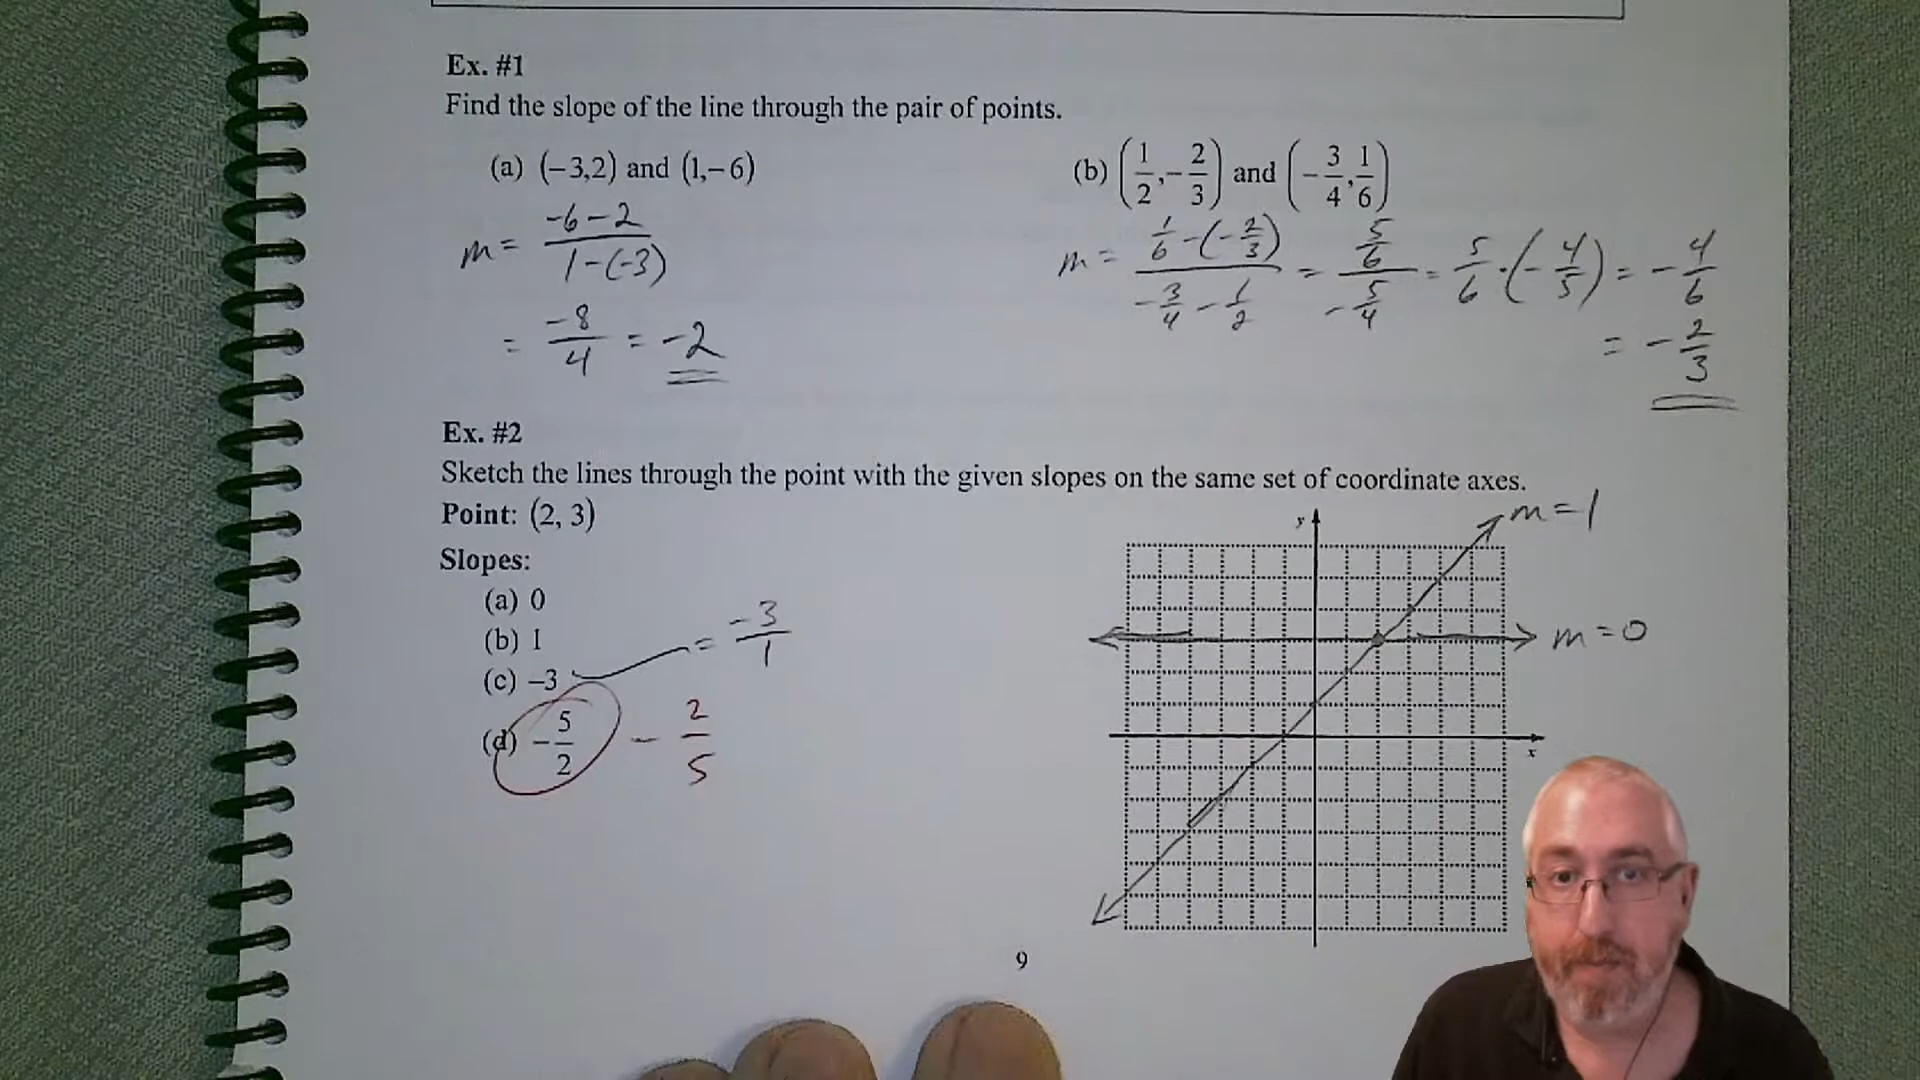 Ex. #1
Find the slope of the line through the pair of points.
(a) (−3,2) and (1,−6)
m = (-6-2)/(1-(-3))
= -8/4 = -2
(b) (1/2, −2/3) and (−3/4, 1/6)
m = (1/6-(-2/3))/(-3/4-1/2) = (5/6)/(-5/4) = 5/6·(-4/5) = -4/6
= -2/3
Ex. #2
Sketch the lines through the point with the given slopes on the same set of coordinate axes.
Point: (2, 3)
Slopes:
(a) 0
(b) 1
(c) −3 = -3/1
(d) −5/2 - 2/5
y
m=1
m=0
x
9